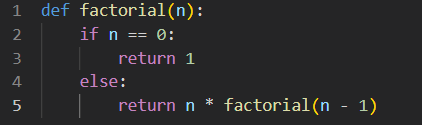 1 def factorial(n):
2     if n == 0:
3         return 1
4     else:
5         return n * factorial(n - 1)